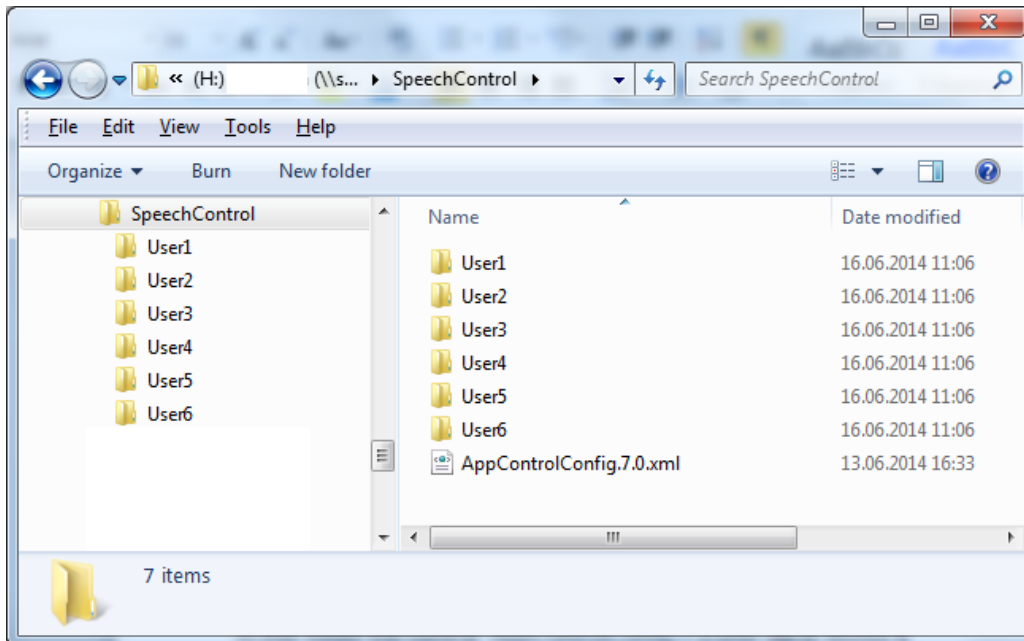 « (H:) (\\s... ▸ SpeechControl ▸ Search SpeechControl
File Edit View Tools Help
Organize Burn New folder
SpeechControl
User1
User2
User3
User4
User5
User6
Name Date modified
User1 16.06.2014 11:06
User2 16.06.2014 11:06
User3 16.06.2014 11:06
User4 16.06.2014 11:06
User5 16.06.2014 11:06
User6 16.06.2014 11:06
AppControlConfig.7.0.xml 13.06.2014 16:33
7 items